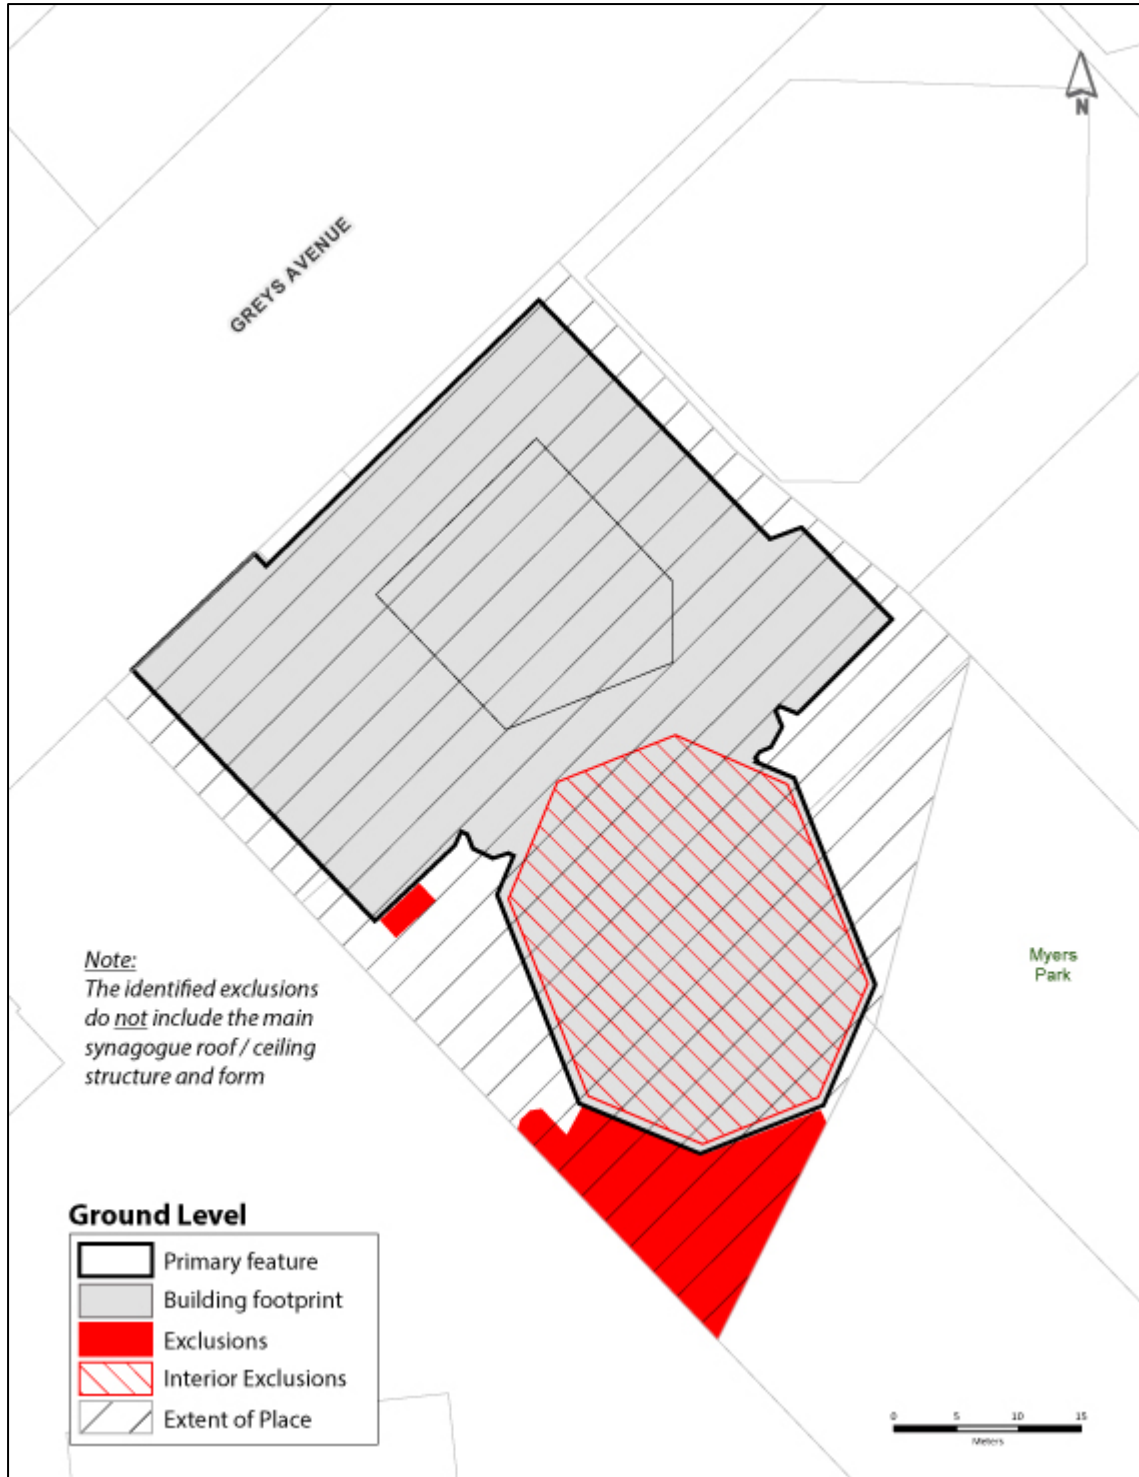 N
GREYS AVENUE
Note:
The identified exclusions
do not include the main
synagogue roof / ceiling
structure and form
Myers
Park
Ground Level
Primary feature
Building footprint
Exclusions
Interior Exclusions
Extent of Place
0 5 10 15
Meters